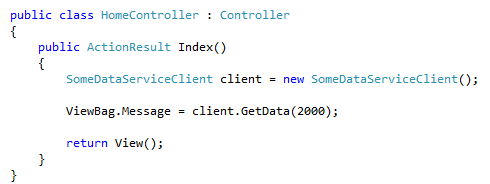 public class HomeController : Controller
{
    public ActionResult Index()
    {
        SomeDataServiceClient client = new SomeDataServiceClient();

        ViewBag.Message = client.GetData(2000);

        return View();
    }
}